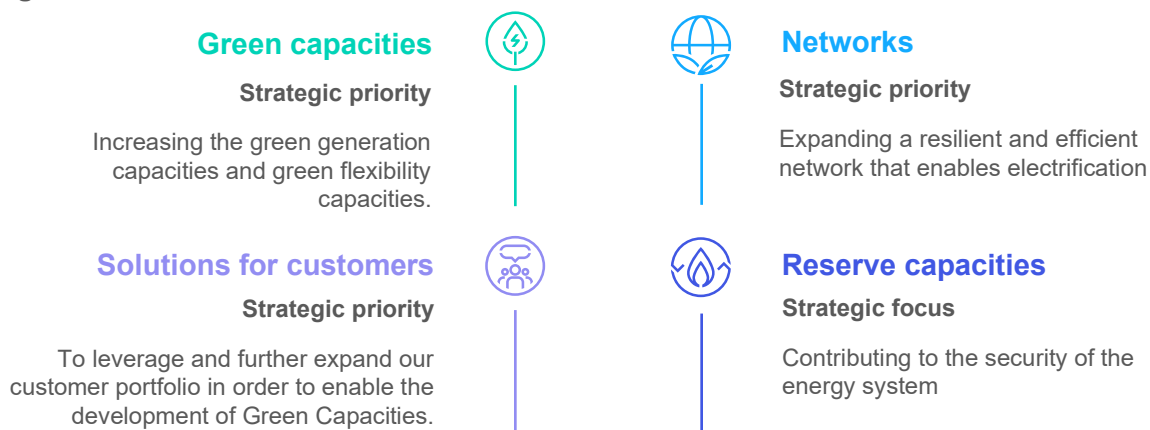 Green capacities
Strategic priority
Increasing the green generation
capacities and green flexibility
capacities.
Networks
Strategic priority
Expanding a resilient and efficient
network that enables electrification
Solutions for customers
Strategic priority
To leverage and further expand our
customer portfolio in order to enable the
development of Green Capacities.
Reserve capacities
Strategic focus
Contributing to the security of the
energy system